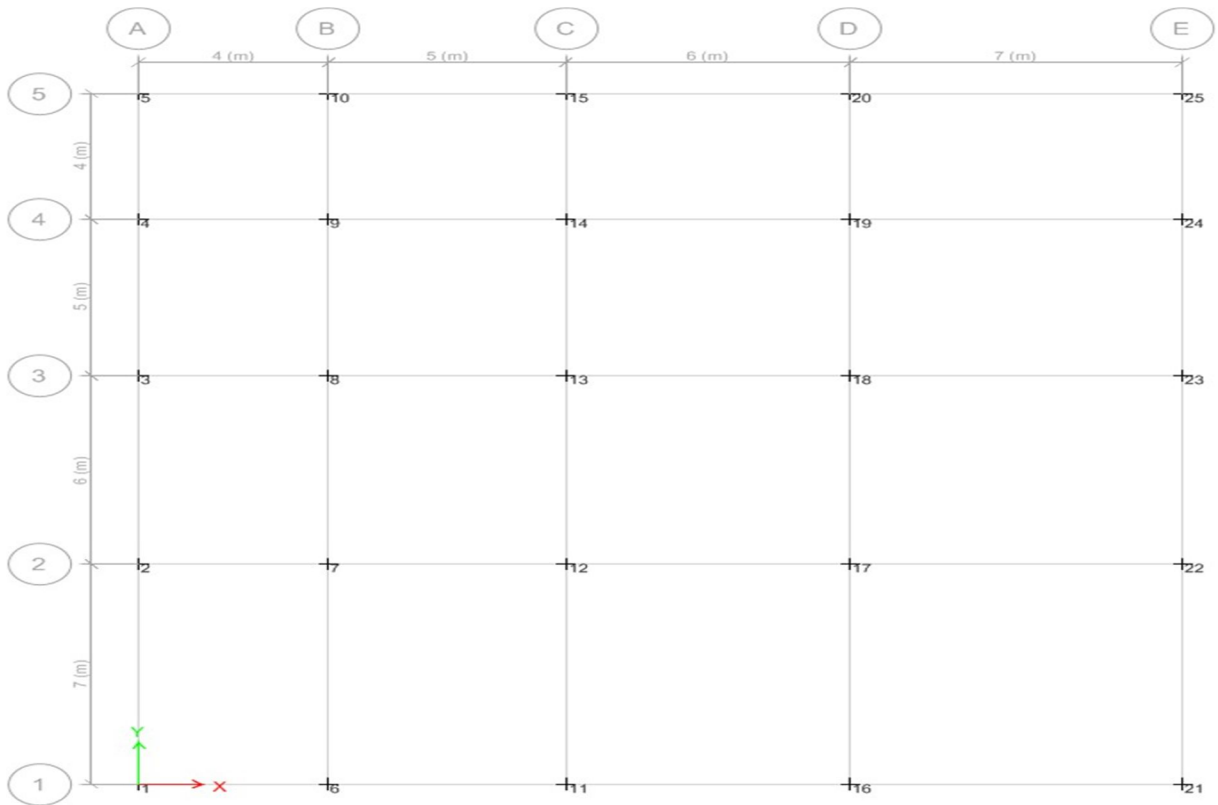 A B C D E
4 (m) 5 (m) 6 (m) 7 (m)
5 5 10 15 20 25
4 (m)
4 4 9 14 19 24
5 (m)
3 3 8 13 18 23
6 (m)
2 2 7 12 17 22
7 (m)
Y
1 1 X 6 11 16 21